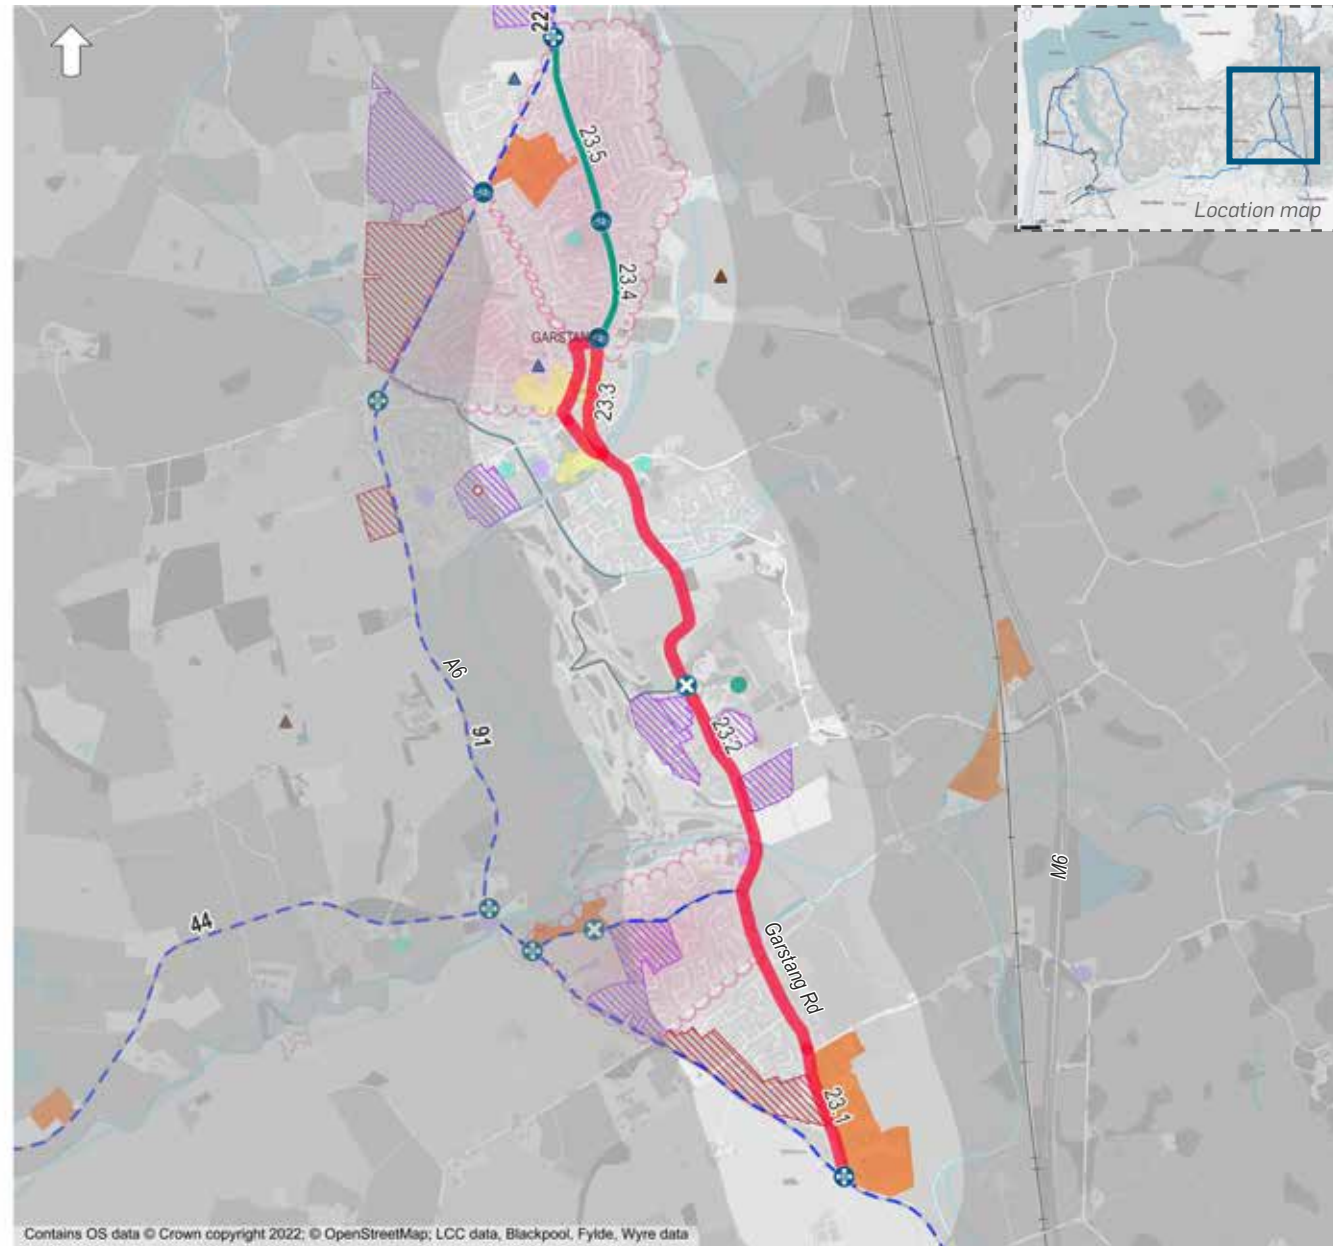 22
Location map
23.5
23.4
GARSTANG
23.3
A6
91
23.2
M6
44
Garstang Rd
23.1
Contains OS data © Crown copyright 2022; © OpenStreetMap; LCC data, Blackpool, Fylde, Wyre data